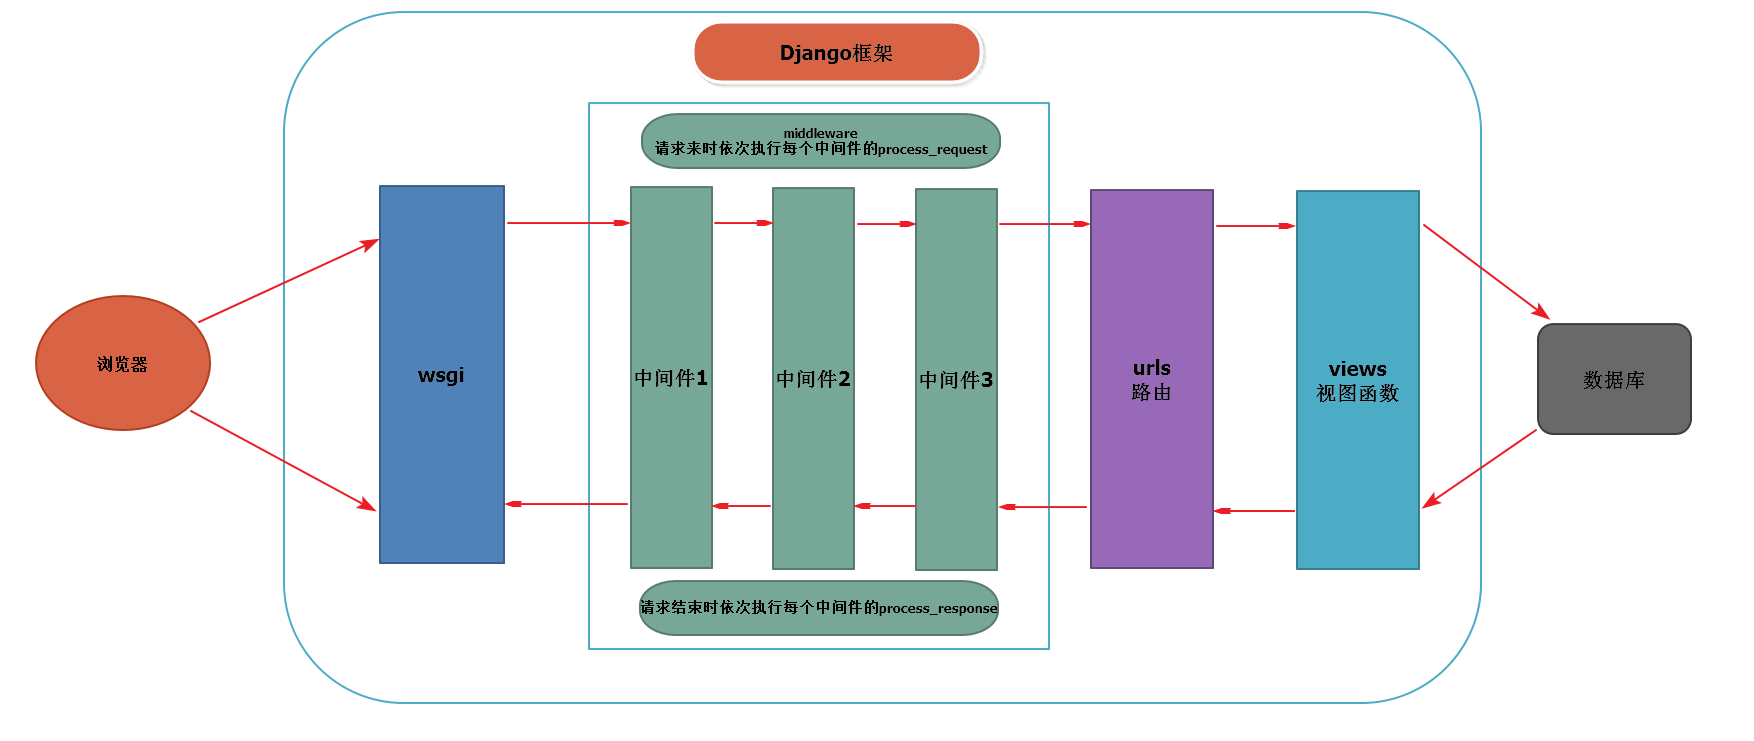 Django框架
middleware
请求来时依次执行每个中间件的process_request
浏览器
wsgi
中间件1
中间件2
中间件3
urls
路由
views
视图函数
数据库
请求结束时依次执行每个中间件的process_response